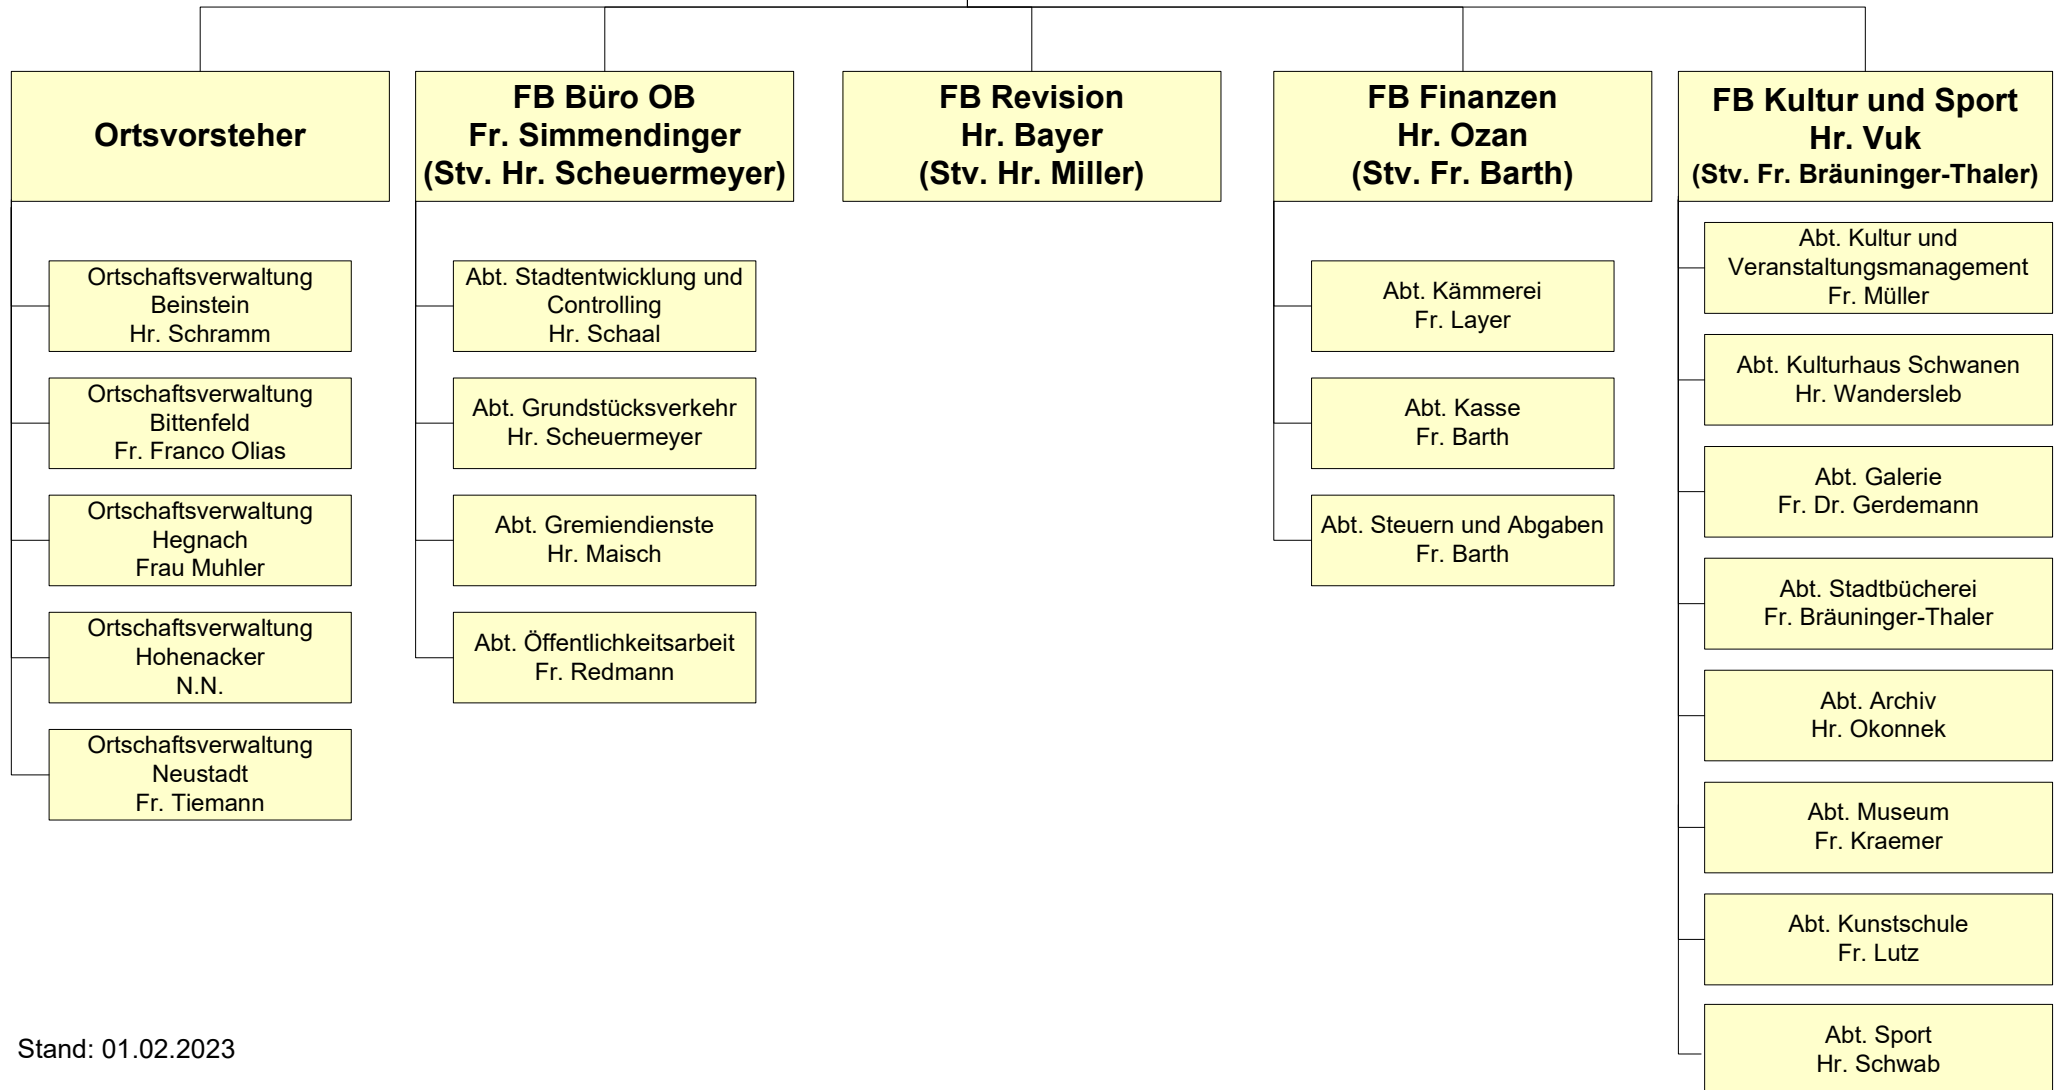 Ortsvorsteher
Ortschaftsverwaltung
Beinstein
Hr. Schramm
Ortschaftsverwaltung
Bittenfeld
Fr. Franco Olias
Ortschaftsverwaltung
Hegnach
Frau Muhler
Ortschaftsverwaltung
Hohenacker
N.N.
Ortschaftsverwaltung
Neustadt
Fr. Tiemann
FB Büro OB
Fr. Simmendinger
(Stv. Hr. Scheuermeyer)
Abt. Stadtentwicklung und
Controlling
Hr. Schaal
Abt. Grundstücksverkehr
Hr. Scheuermeyer
Abt. Gremiendienste
Hr. Maisch
Abt. Öffentlichkeitsarbeit
Fr. Redmann
FB Revision
Hr. Bayer
(Stv. Hr. Miller)
FB Finanzen
Hr. Ozan
(Stv. Fr. Barth)
Abt. Kämmerei
Fr. Layer
Abt. Kasse
Fr. Barth
Abt. Steuern und Abgaben
Fr. Barth
FB Kultur und Sport
Hr. Vuk
(Stv. Fr. Bräuninger-Thaler)
Abt. Kultur und
Veranstaltungsmanagement
Fr. Müller
Abt. Kulturhaus Schwanen
Hr. Wandersleb
Abt. Galerie
Fr. Dr. Gerdemann
Abt. Stadtbücherei
Fr. Bräuninger-Thaler
Abt. Archiv
Hr. Okonnek
Abt. Museum
Fr. Kraemer
Abt. Kunstschule
Fr. Lutz
Abt. Sport
Hr. Schwab
Stand: 01.02.2023